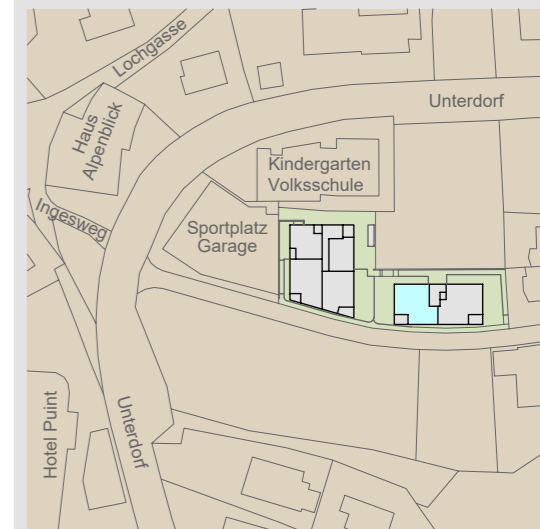 Lochgasse
Unterdorf
Haus
Alpenblick
Kindergarten
Volksschule
Ingesweg
Sportplatz
Garage
Unterdorf
Hotel Puint